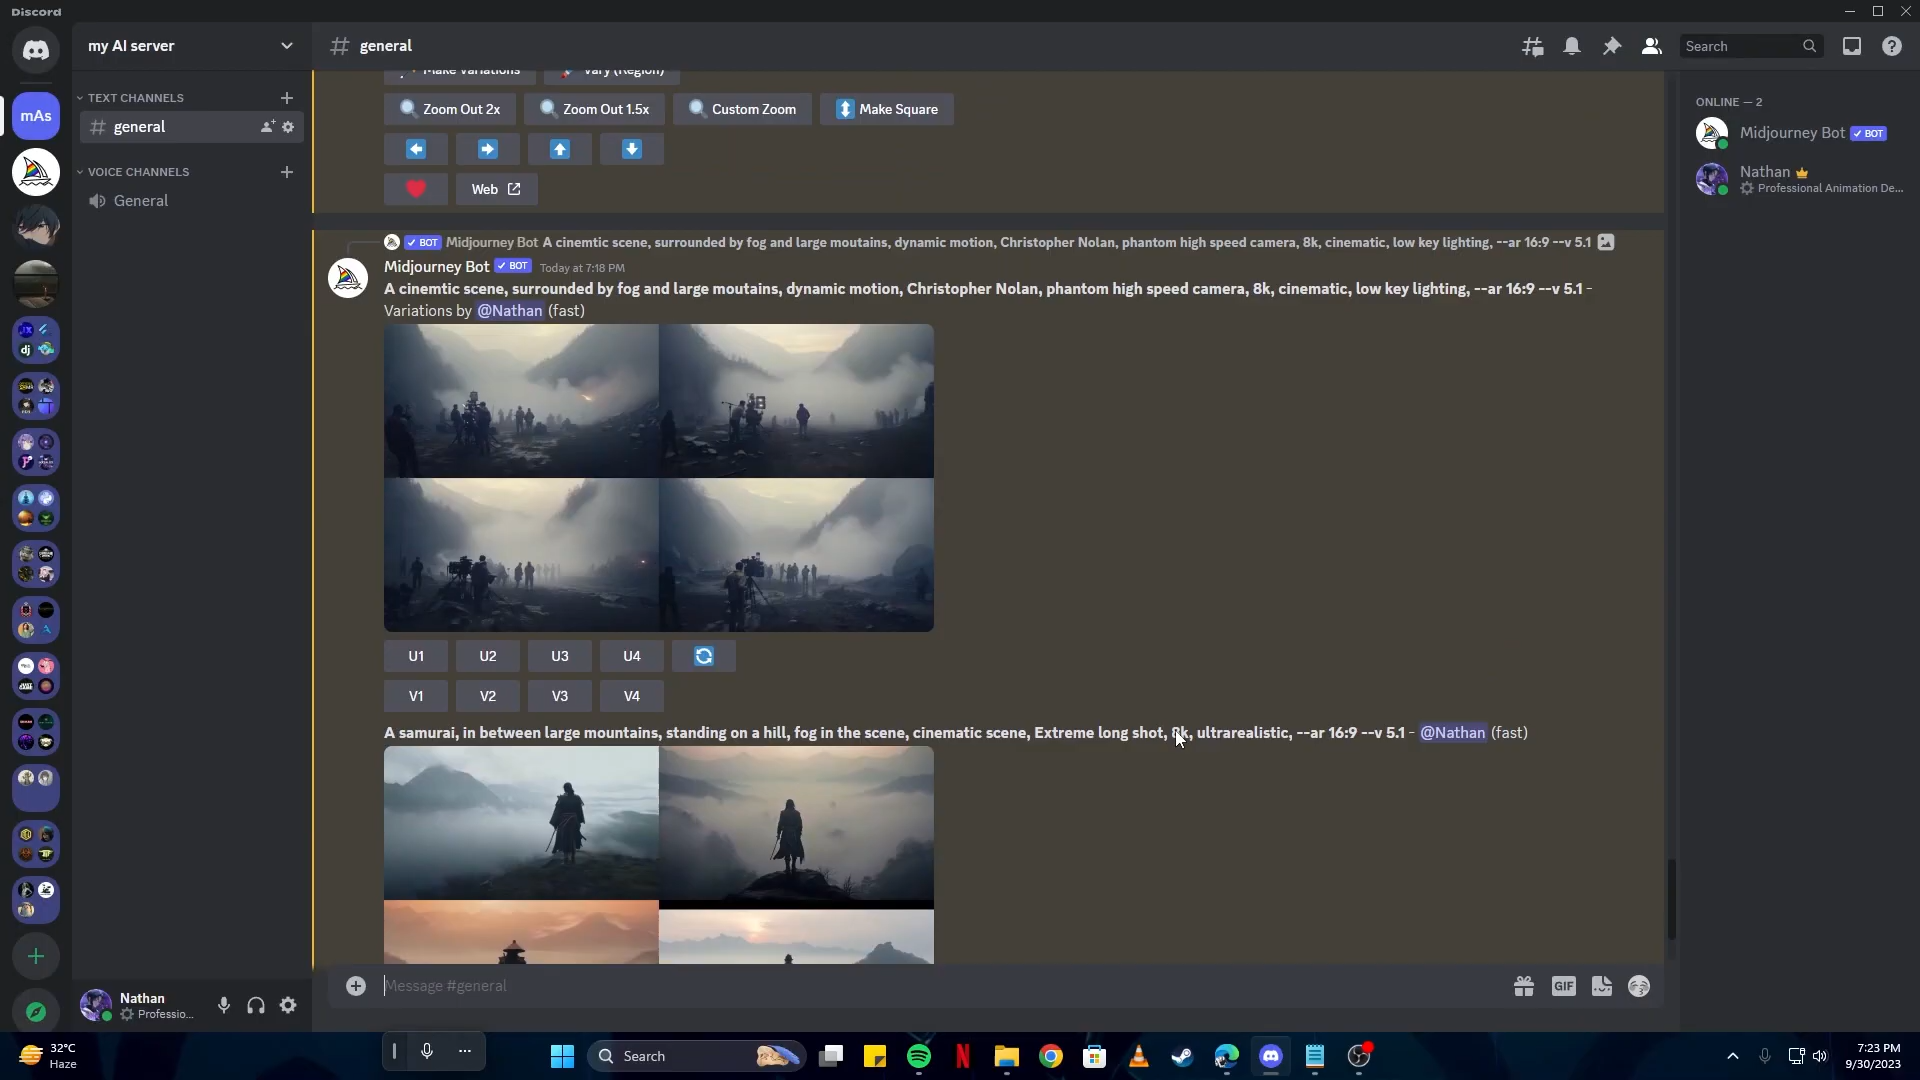 Discord
my AI server
general
Search
TEXT CHANNELS
general
VOICE CHANNELS
General
mAs
Make Variations Vary (Region)
Zoom Out 2x Zoom Out 1.5x Custom Zoom Make Square
Web
BOT Midjourney Bot A cinemtic scene, surrounded by fog and large moutains, dynamic motion, Christopher Nolan, phantom high speed camera, 8k, cinematic, low key lighting, --ar 16:9 --v 5.1
Midjourney Bot BOT Today at 7:18 PM
A cinemtic scene, surrounded by fog and large moutains, dynamic motion, Christopher Nolan, phantom high speed camera, 8k, cinematic, low key lighting, --ar 16:9 --v 5.1 -
Variations by @Nathan (fast)
U1 U2 U3 U4
V1 V2 V3 V4
A samurai, in between large mountains, standing on a hill, fog in the scene, cinematic scene, Extreme long shot, 8k, ultrarealistic, --ar 16:9 --v 5.1 - @Nathan (fast)
Message #general
GIF
ONLINE — 2
Midjourney Bot BOT
Nathan
Professional Animation De...
Nathan
Professio...
32°C
Haze
Search
7:23 PM
9/30/2023